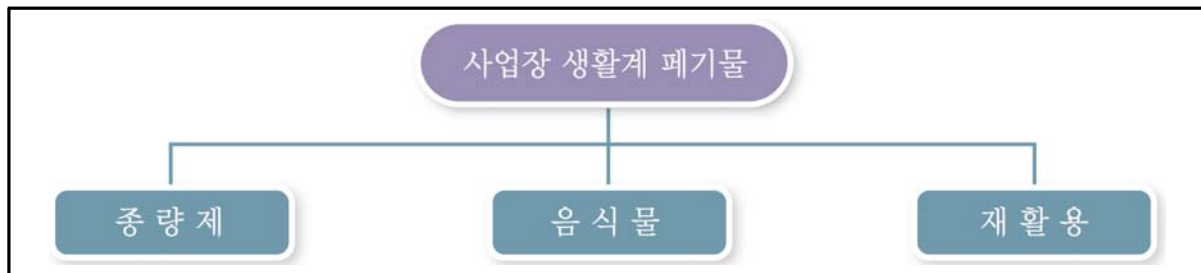 사업장 생활계 폐기물
종 량 제
음 식 물
재 활 용